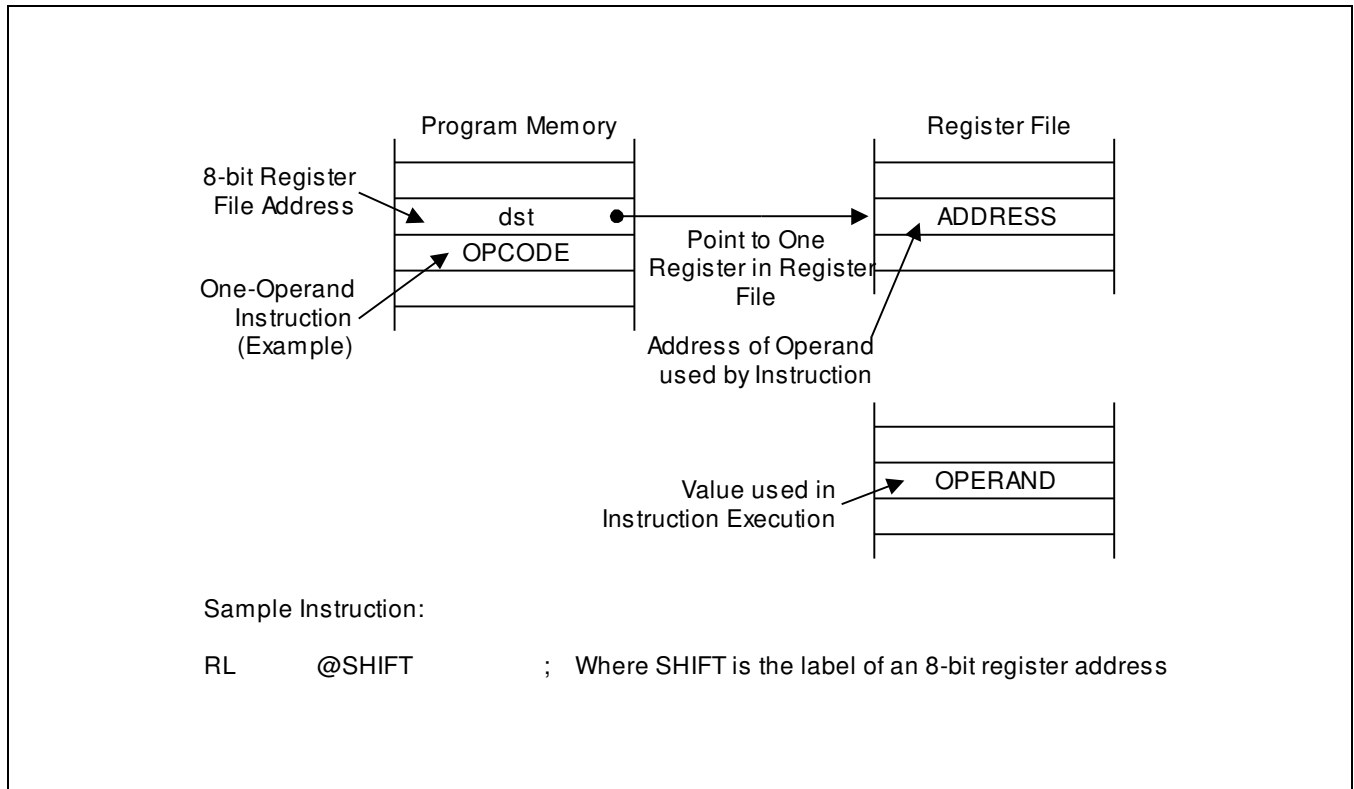 Program Memory
Register File
8-bit Register
File Address
dst
ADDRESS
OPCODE
Point to One
Register in Register
File
One-Operand
Instruction
(Example)
Address of Operand
used by Instruction
OPERAND
Value used in
Instruction Execution
Sample Instruction:
RL @SHIFT ; Where SHIFT is the label of an 8-bit register address